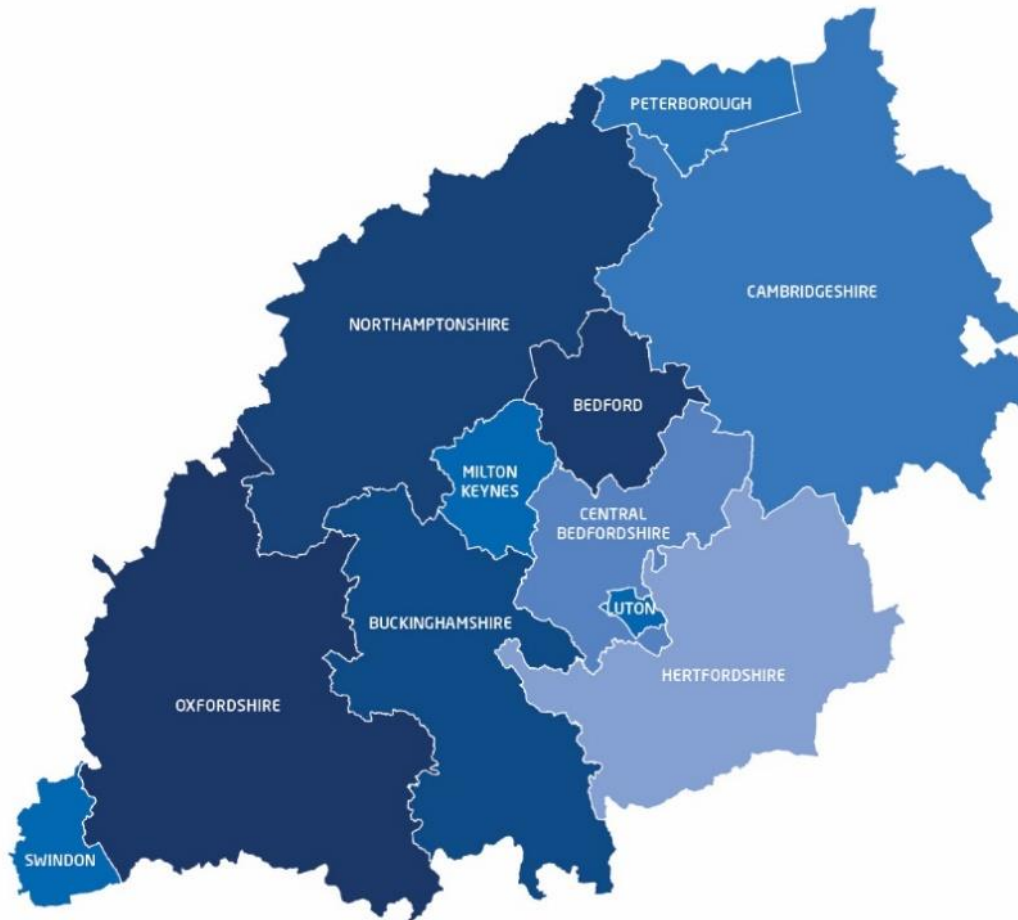 PETERBOROUGH
CAMBRIDGESHIRE
NORTHAMPTONSHIRE
BEDFORD
MILTON
KEYNES
CENTRAL
BEDFORDSHIRE
LUTON
BUCKINGHAMSHIRE
HERTFORDSHIRE
OXFORDSHIRE
SWINDON